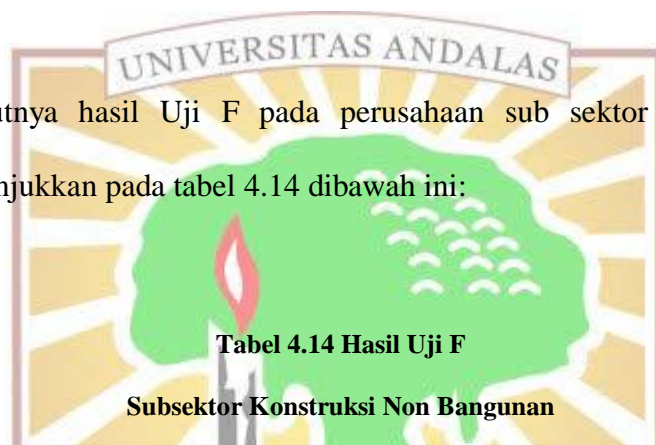 UNIVERSITAS ANDALAS
utnya hasil Uji F pada perusahaan sub sektor
njukkan pada tabel 4.14 dibawah ini:
Tabel 4.14 Hasil Uji F
Subsektor Konstruksi Non Bangunan